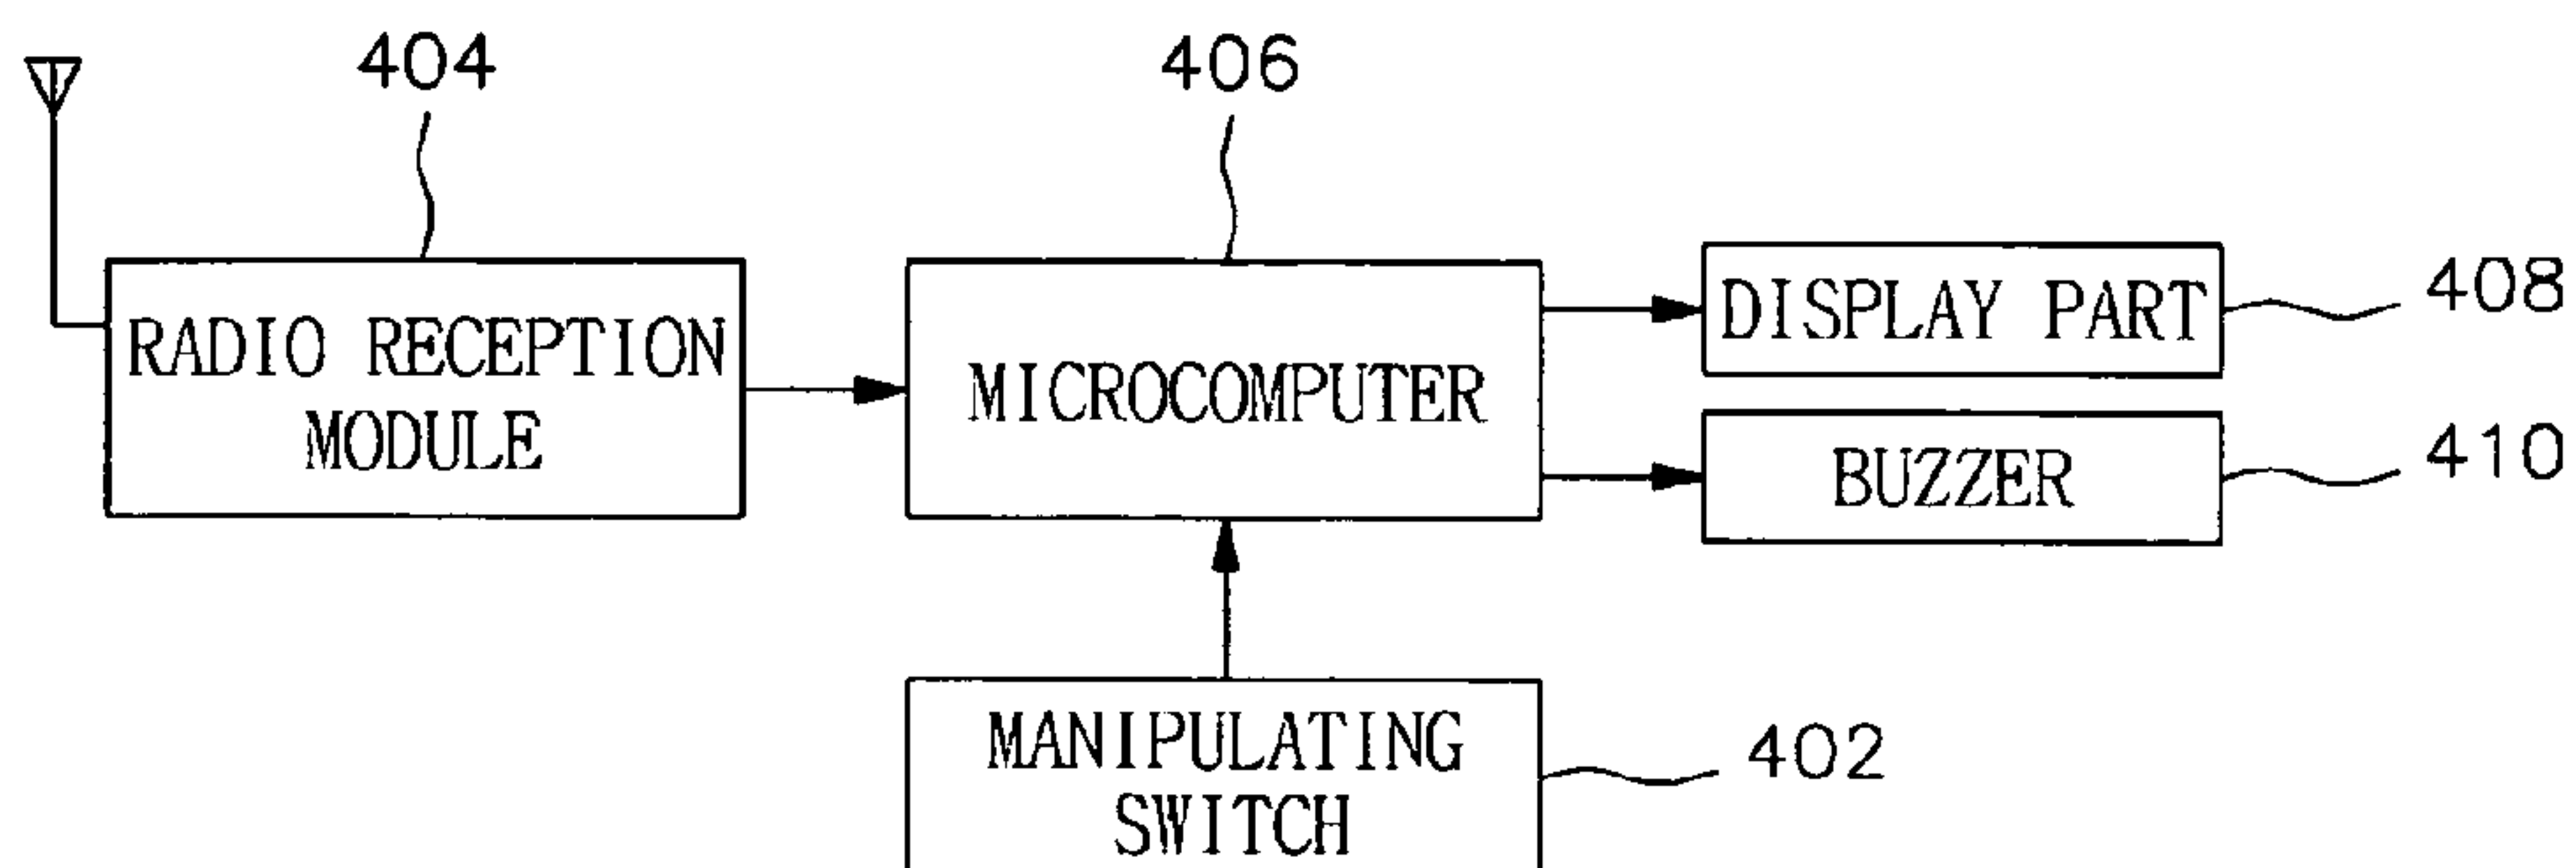 404
406
RADIO RECEPTION
MODULE
MICROCOMPUTER
DISPLAY PART
408
BUZZER
410
MANIPULATING
SWITCH
402